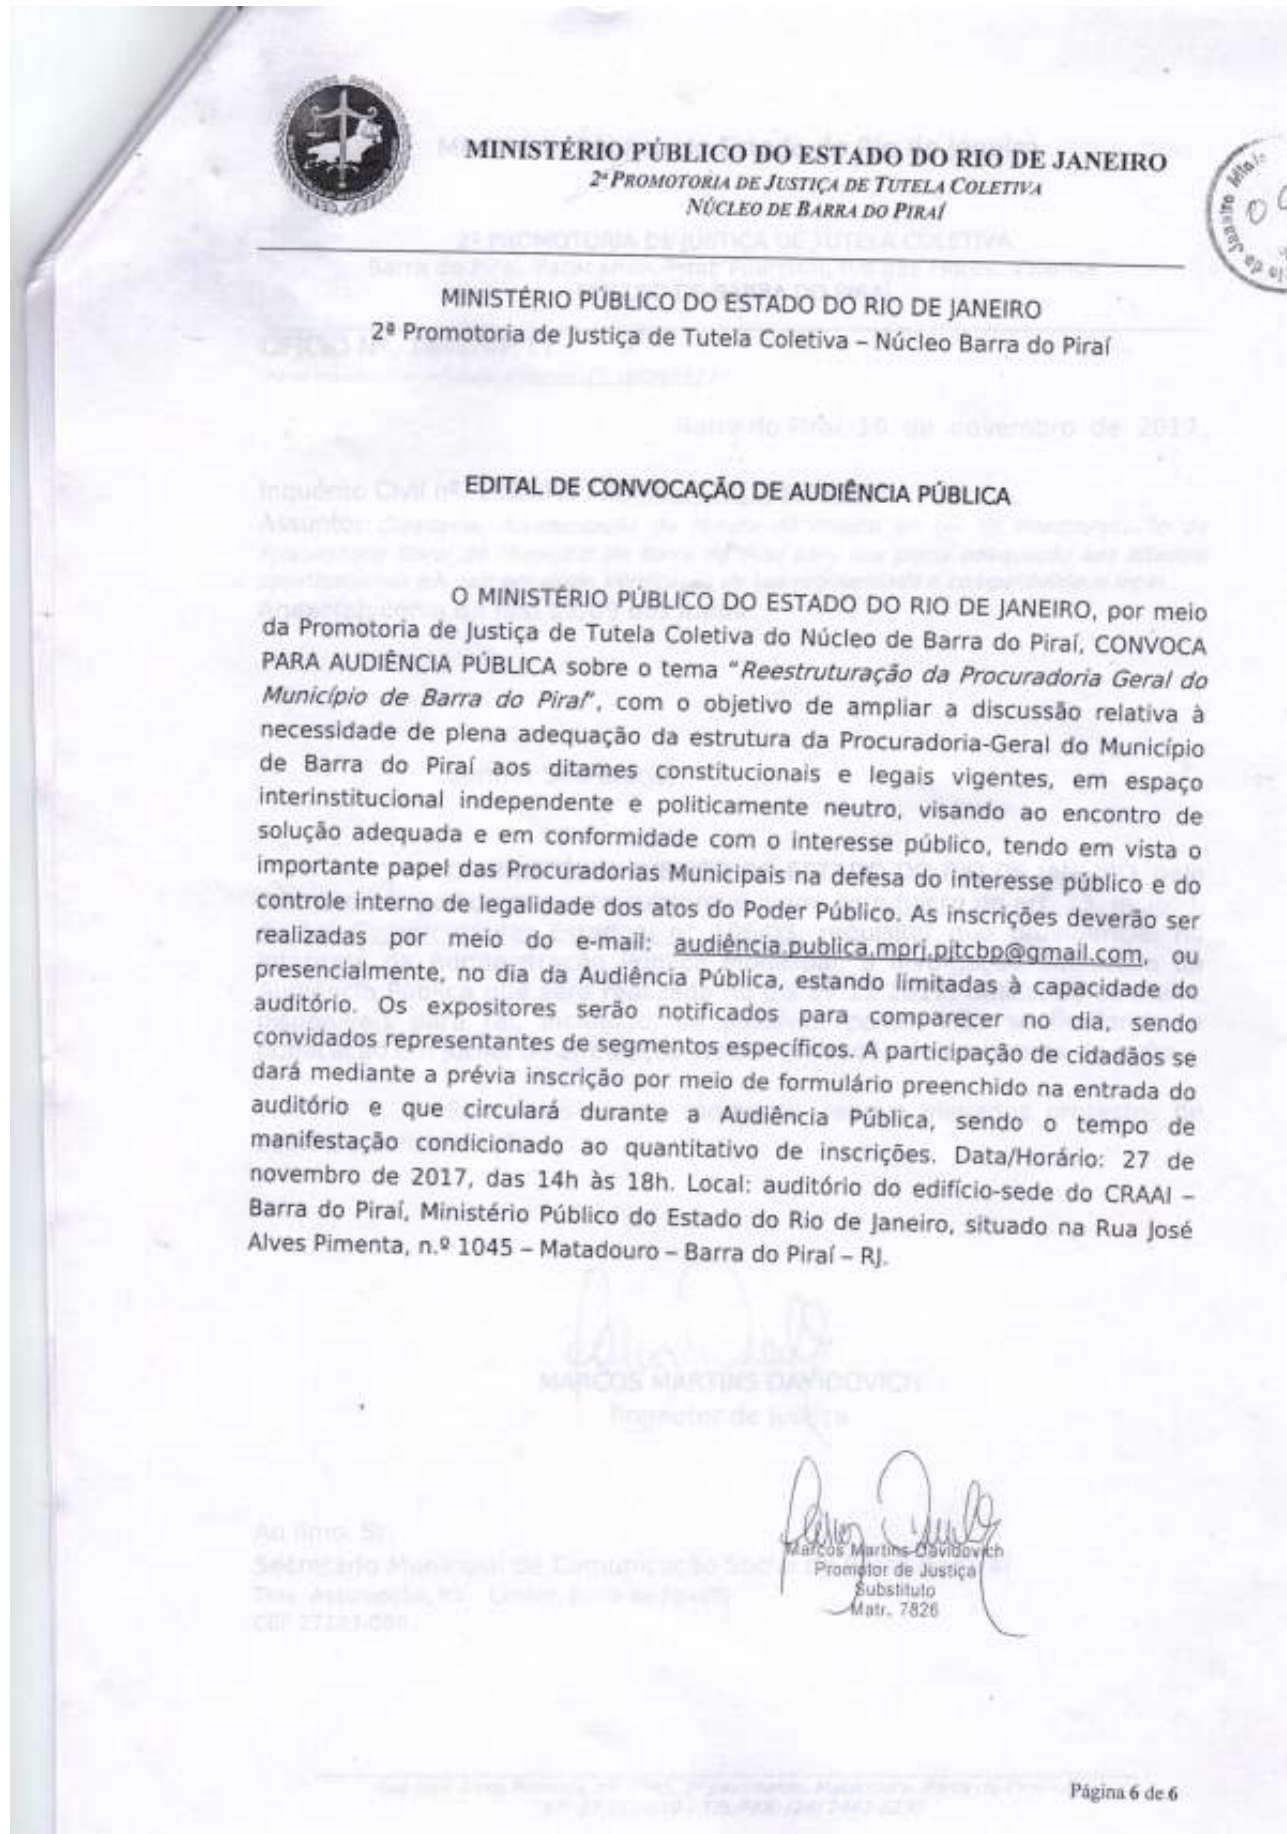 MINISTÉRIO PÚBLICO DO ESTADO DO RIO DE JANEIRO
2ª PROMOTORIA DE JUSTIÇA DE TUTELA COLETIVA
NÚCLEO DE BARRA DO PIRAÍ
MINISTÉRIO PÚBLICO DO ESTADO DO RIO DE JANEIRO
2ª Promotoria de Justiça de Tutela Coletiva – Núcleo Barra do Piraí
EDITAL DE CONVOCAÇÃO DE AUDIÊNCIA PÚBLICA
O MINISTÉRIO PÚBLICO DO ESTADO DO RIO DE JANEIRO, por meio
da Promotoria de Justiça de Tutela Coletiva do Núcleo de Barra do Piraí, CONVOCA
PARA AUDIÊNCIA PÚBLICA sobre o tema “Reestruturação da Procuradoria Geral do
Município de Barra do Piraí”, com o objetivo de ampliar a discussão relativa à
necessidade de plena adequação da estrutura da Procuradoria-Geral do Município
de Barra do Piraí aos ditames constitucionais e legais vigentes, em espaço
interinstitucional independente e politicamente neutro, visando ao encontro de
solução adequada e em conformidade com o interesse público, tendo em vista o
importante papel das Procuradorias Municipais na defesa do interesse público e do
controle interno de legalidade dos atos do Poder Público. As inscrições deverão ser
realizadas por meio do e-mail: audiência.publica.mprj.pjtcbp@gmail.com, ou
presencialmente, no dia da Audiência Pública, estando limitadas à capacidade do
auditório. Os expositores serão notificados para comparecer no dia, sendo
convidados representantes de segmentos específicos. A participação de cidadãos se
dará mediante a prévia inscrição por meio de formulário preenchido na entrada do
auditório e que circulará durante a Audiência Pública, sendo o tempo de
manifestação condicionado ao quantitativo de inscrições. Data/Horário: 27 de
novembro de 2017, das 14h às 18h. Local: auditório do edifício-sede do CRAAI –
Barra do Piraí, Ministério Público do Estado do Rio de Janeiro, situado na Rua José
Alves Pimenta, n.º 1045 – Matadouro – Barra do Piraí – RJ.
Marcos Martins Davidovich
Promotor de Justiça
Substituto
Matr. 7826
Página 6 de 6